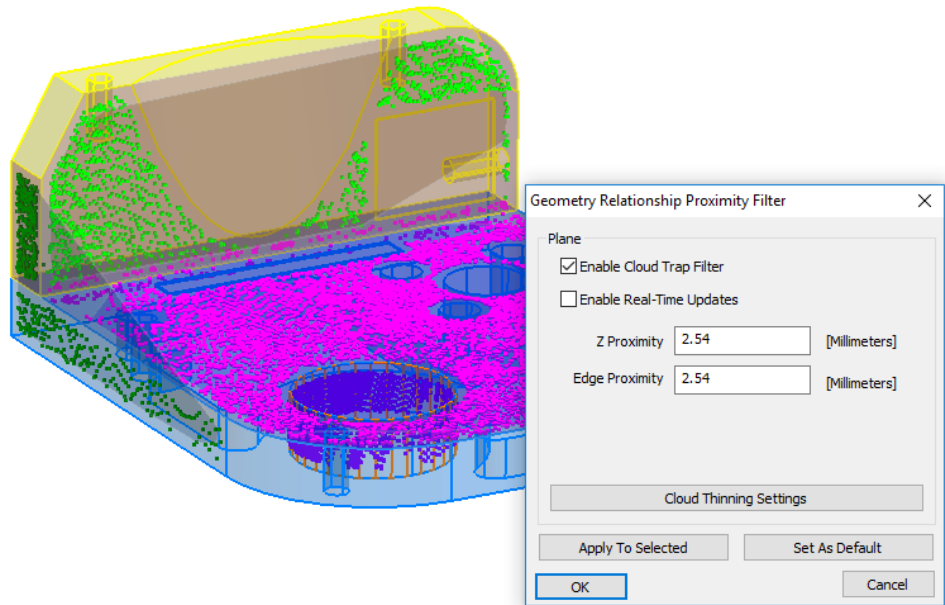 Geometry Relationship Proximity Filter
Plane
Enable Cloud Trap Filter
Enable Real-Time Updates
Z Proximity 2.54 [Millimeters]
Edge Proximity 2.54 [Millimeters]
Cloud Thinning Settings
Apply To Selected Set As Default
OK Cancel